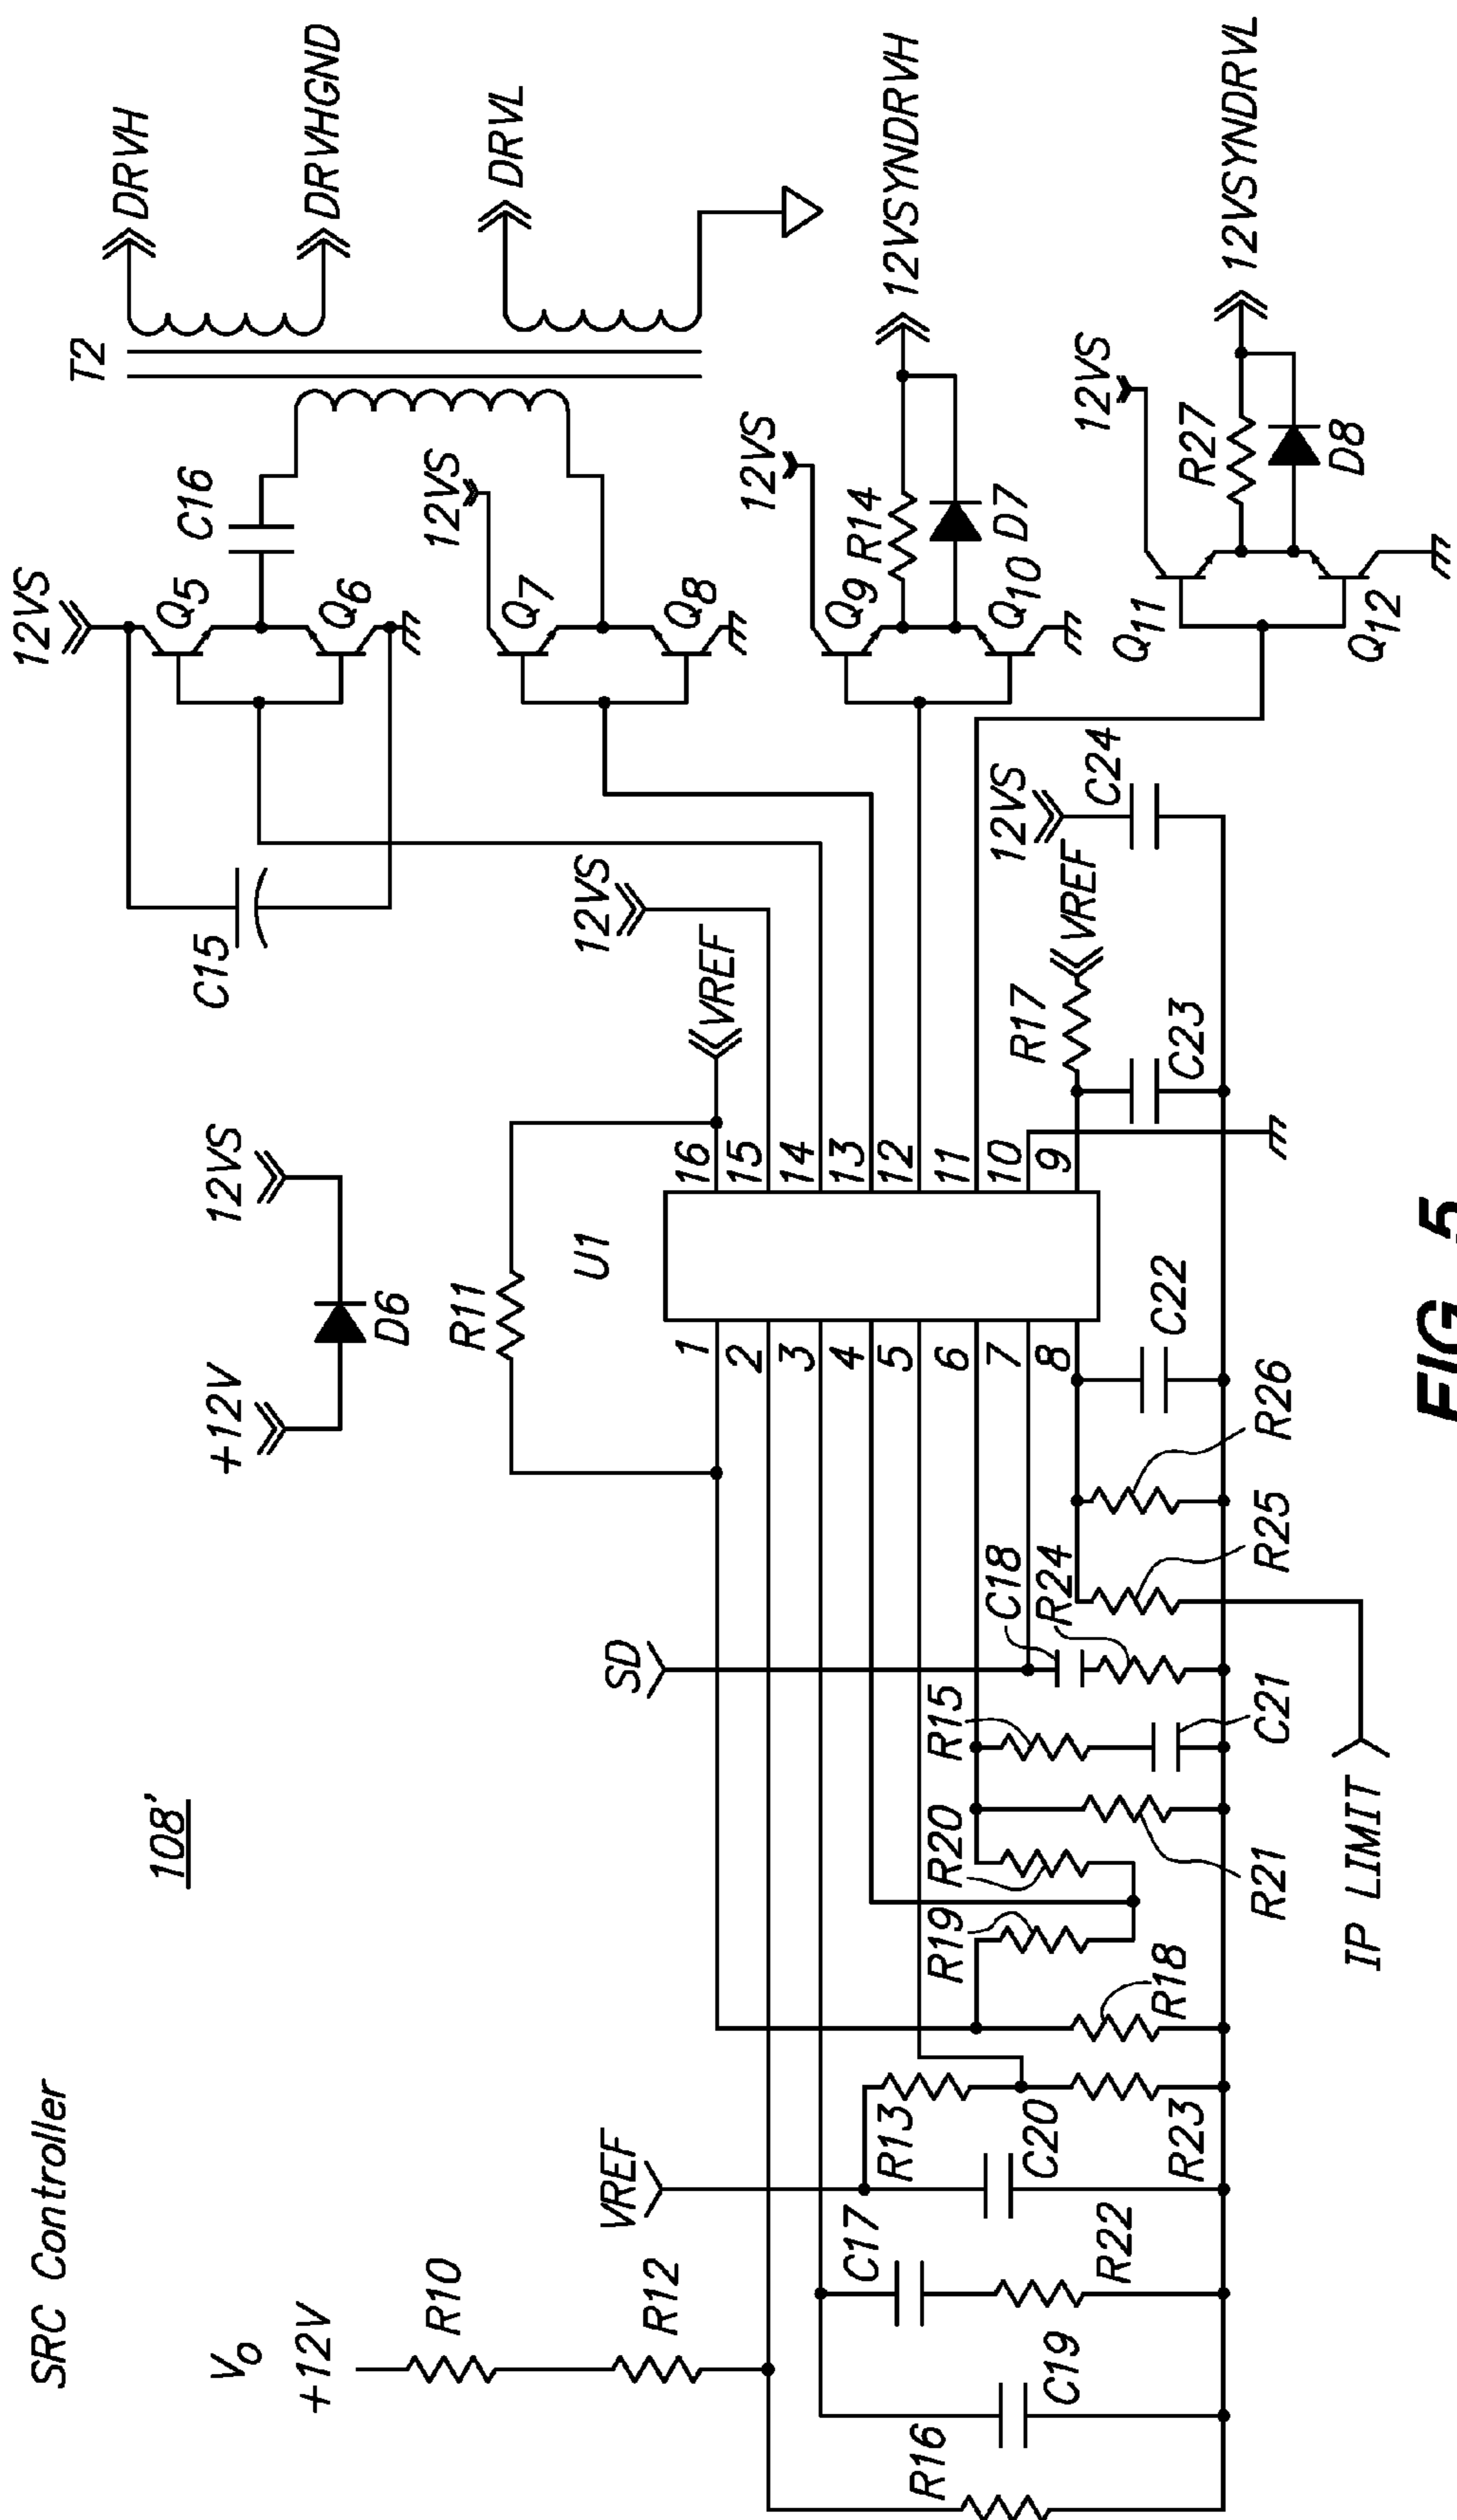 SRC Controller
108'
Vo
+12V
R10
R12
R16
C19
C17
R22
VREF
R13
C20
R23
R18
R19
R20
R21
R15
C21
SD
C18
R24
R25
R26
IP LIMIT
C22
+12V
12VS
D6
R11
U1
1
2
3
4
5
6
7
8
16
15
14
13
12
11
10
9
VREF
12VS
C15
R17
VREF
C23
12VS
C24
12VS
Q5
Q6
C16
T2
DRVH
DRVHGND
DRVL
12VS
Q7
Q8
12VS
Q9
Q10
R14
D7
12VSYNDRVH
12VS
Q11
Q12
R27
D8
12VSYNDRVL
FIG 5